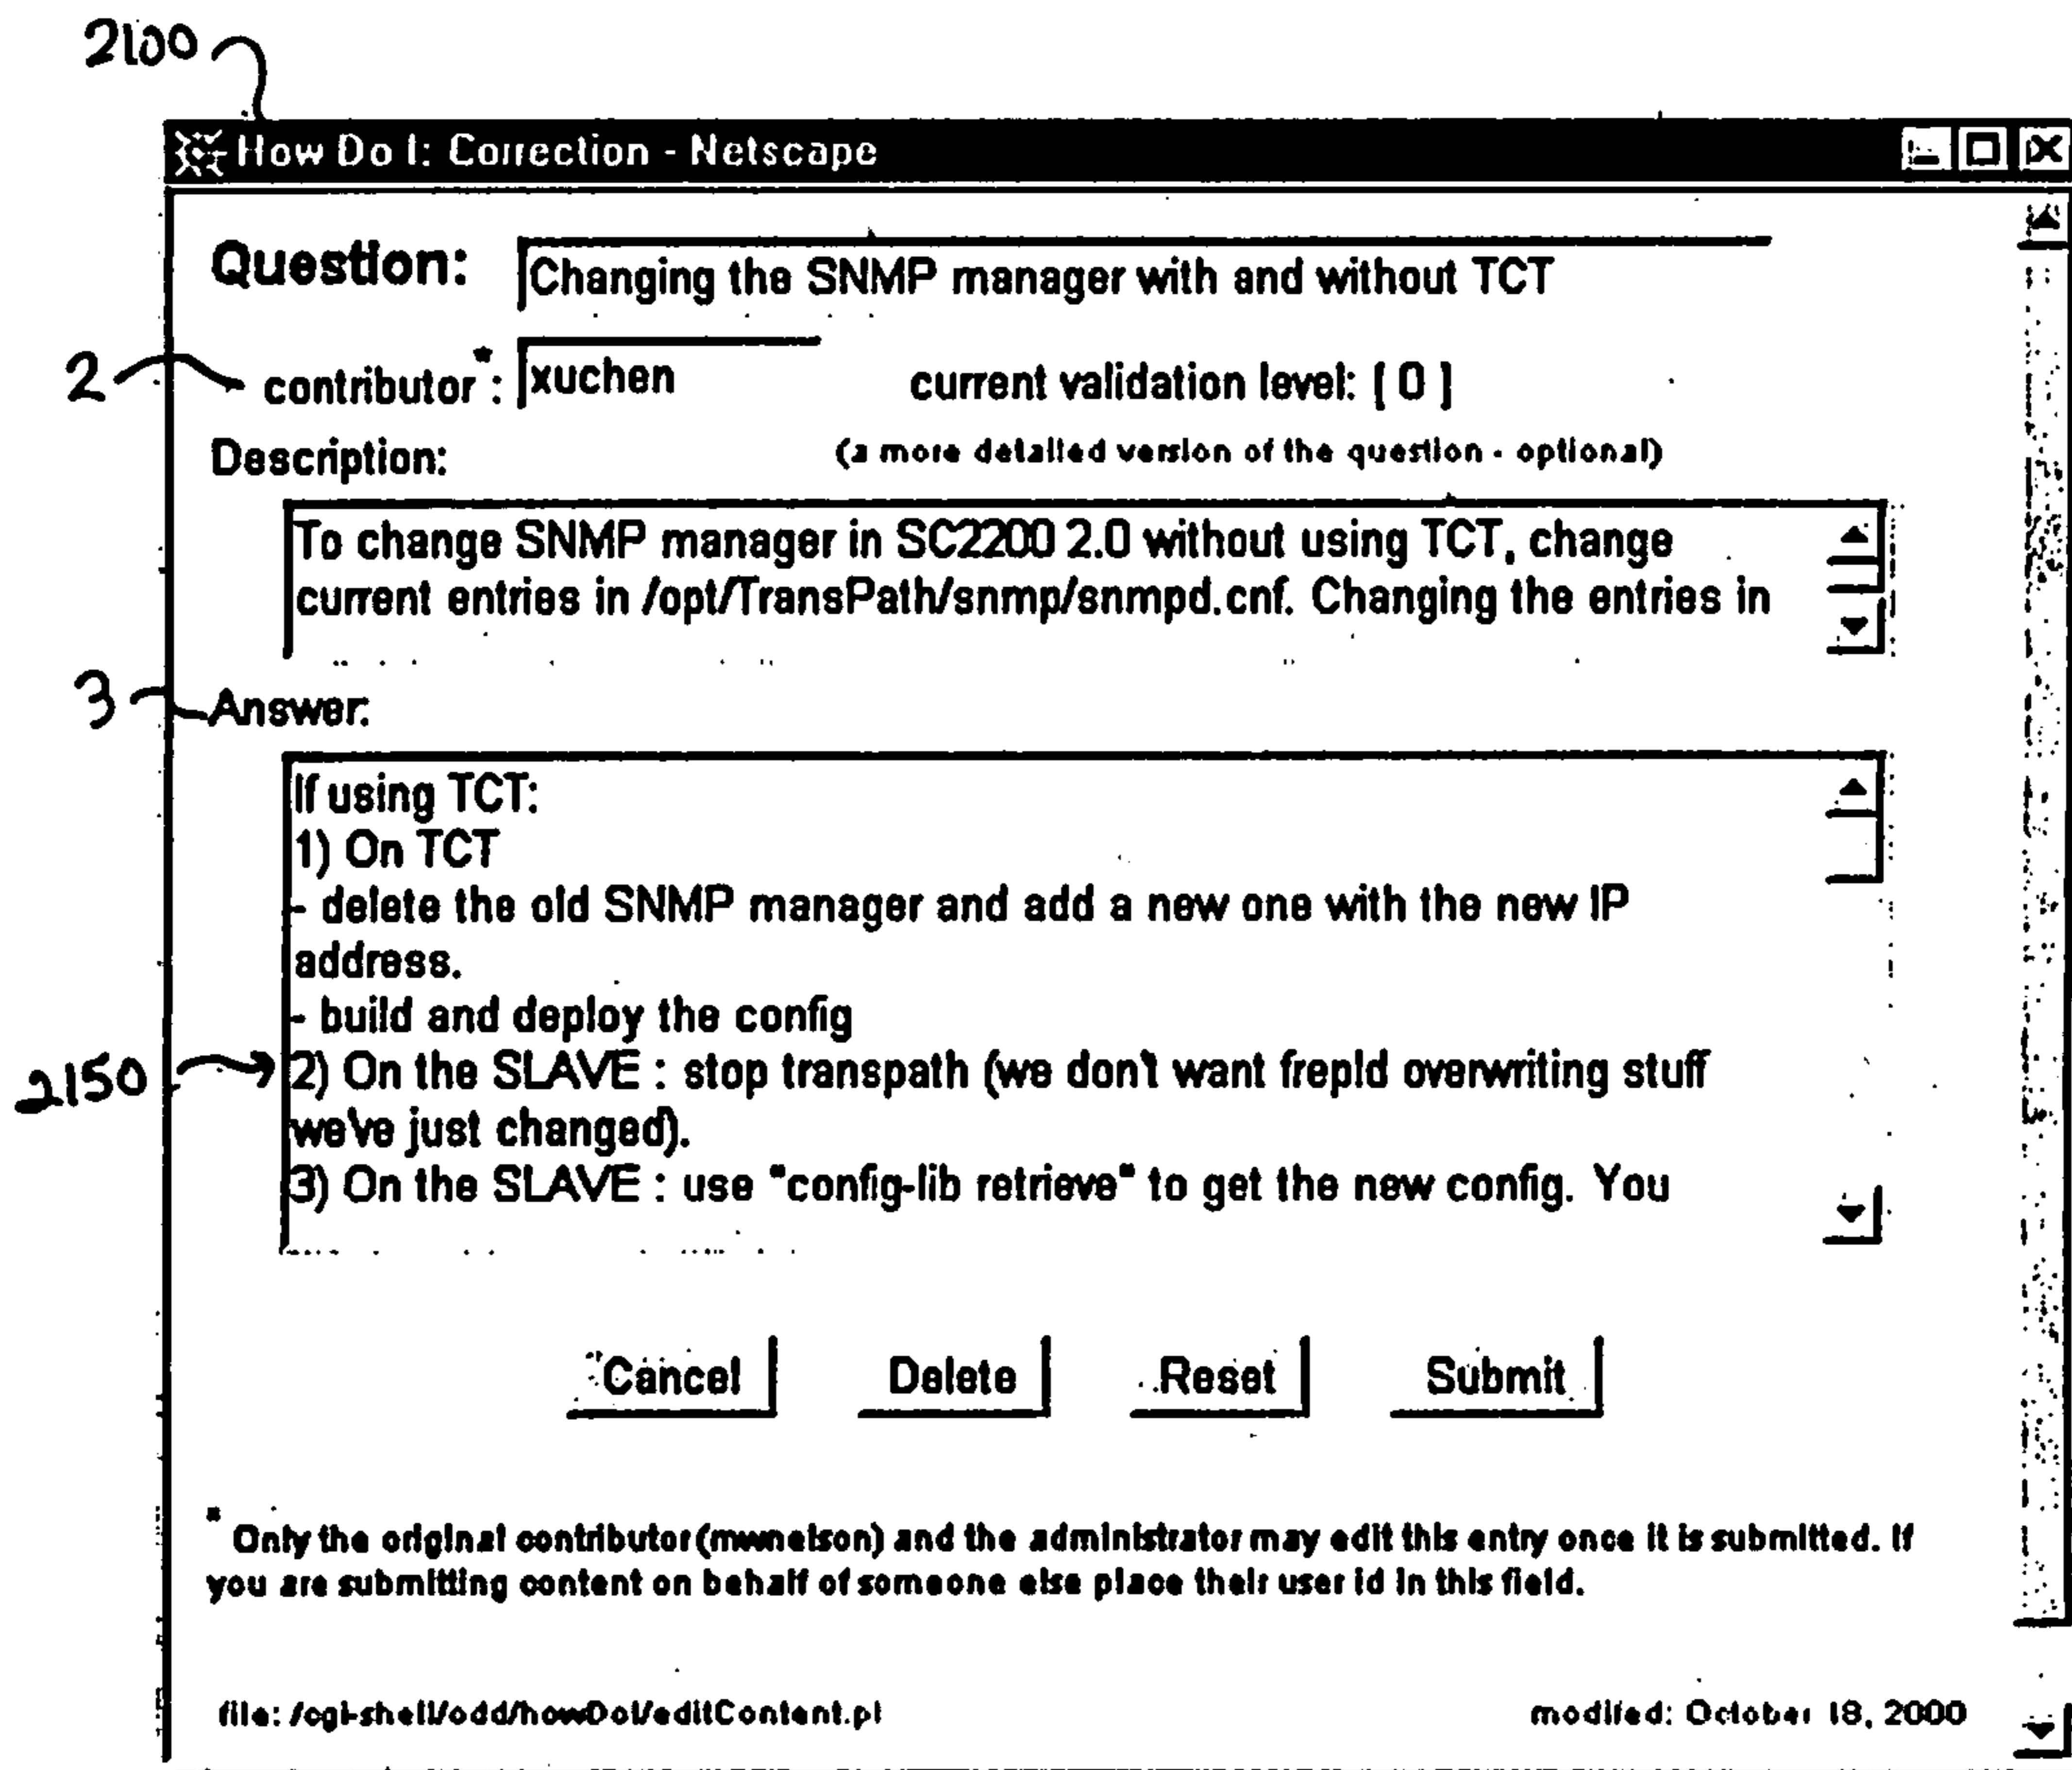 2100
How Do I: Correction - Netscape
Question: Changing the SNMP manager with and without TCT
2 contributor*: xuchen current validation level: [ 0 ]
Description: (a more detailed version of the question - optional)
To change SNMP manager in SC2200 2.0 without using TCT, change
current entries in /opt/TransPath/snmp/snmpd.cnf. Changing the entries in
3 Answer:
If using TCT:
1) On TCT
- delete the old SNMP manager and add a new one with the new IP
address.
- build and deploy the config
2150 2) On the SLAVE : stop transpath (we don't want frepld overwriting stuff
we've just changed).
3) On the SLAVE : use "config-lib retrieve" to get the new config. You
Cancel Delete Reset Submit
* Only the original contributor (mwnelson) and the administrator may edit this entry once it is submitted. If
you are submitting content on behalf of someone else place their user id in this field.
file: /cgi-shell/odd/howDoI/editContent.pl modified: October 18, 2000